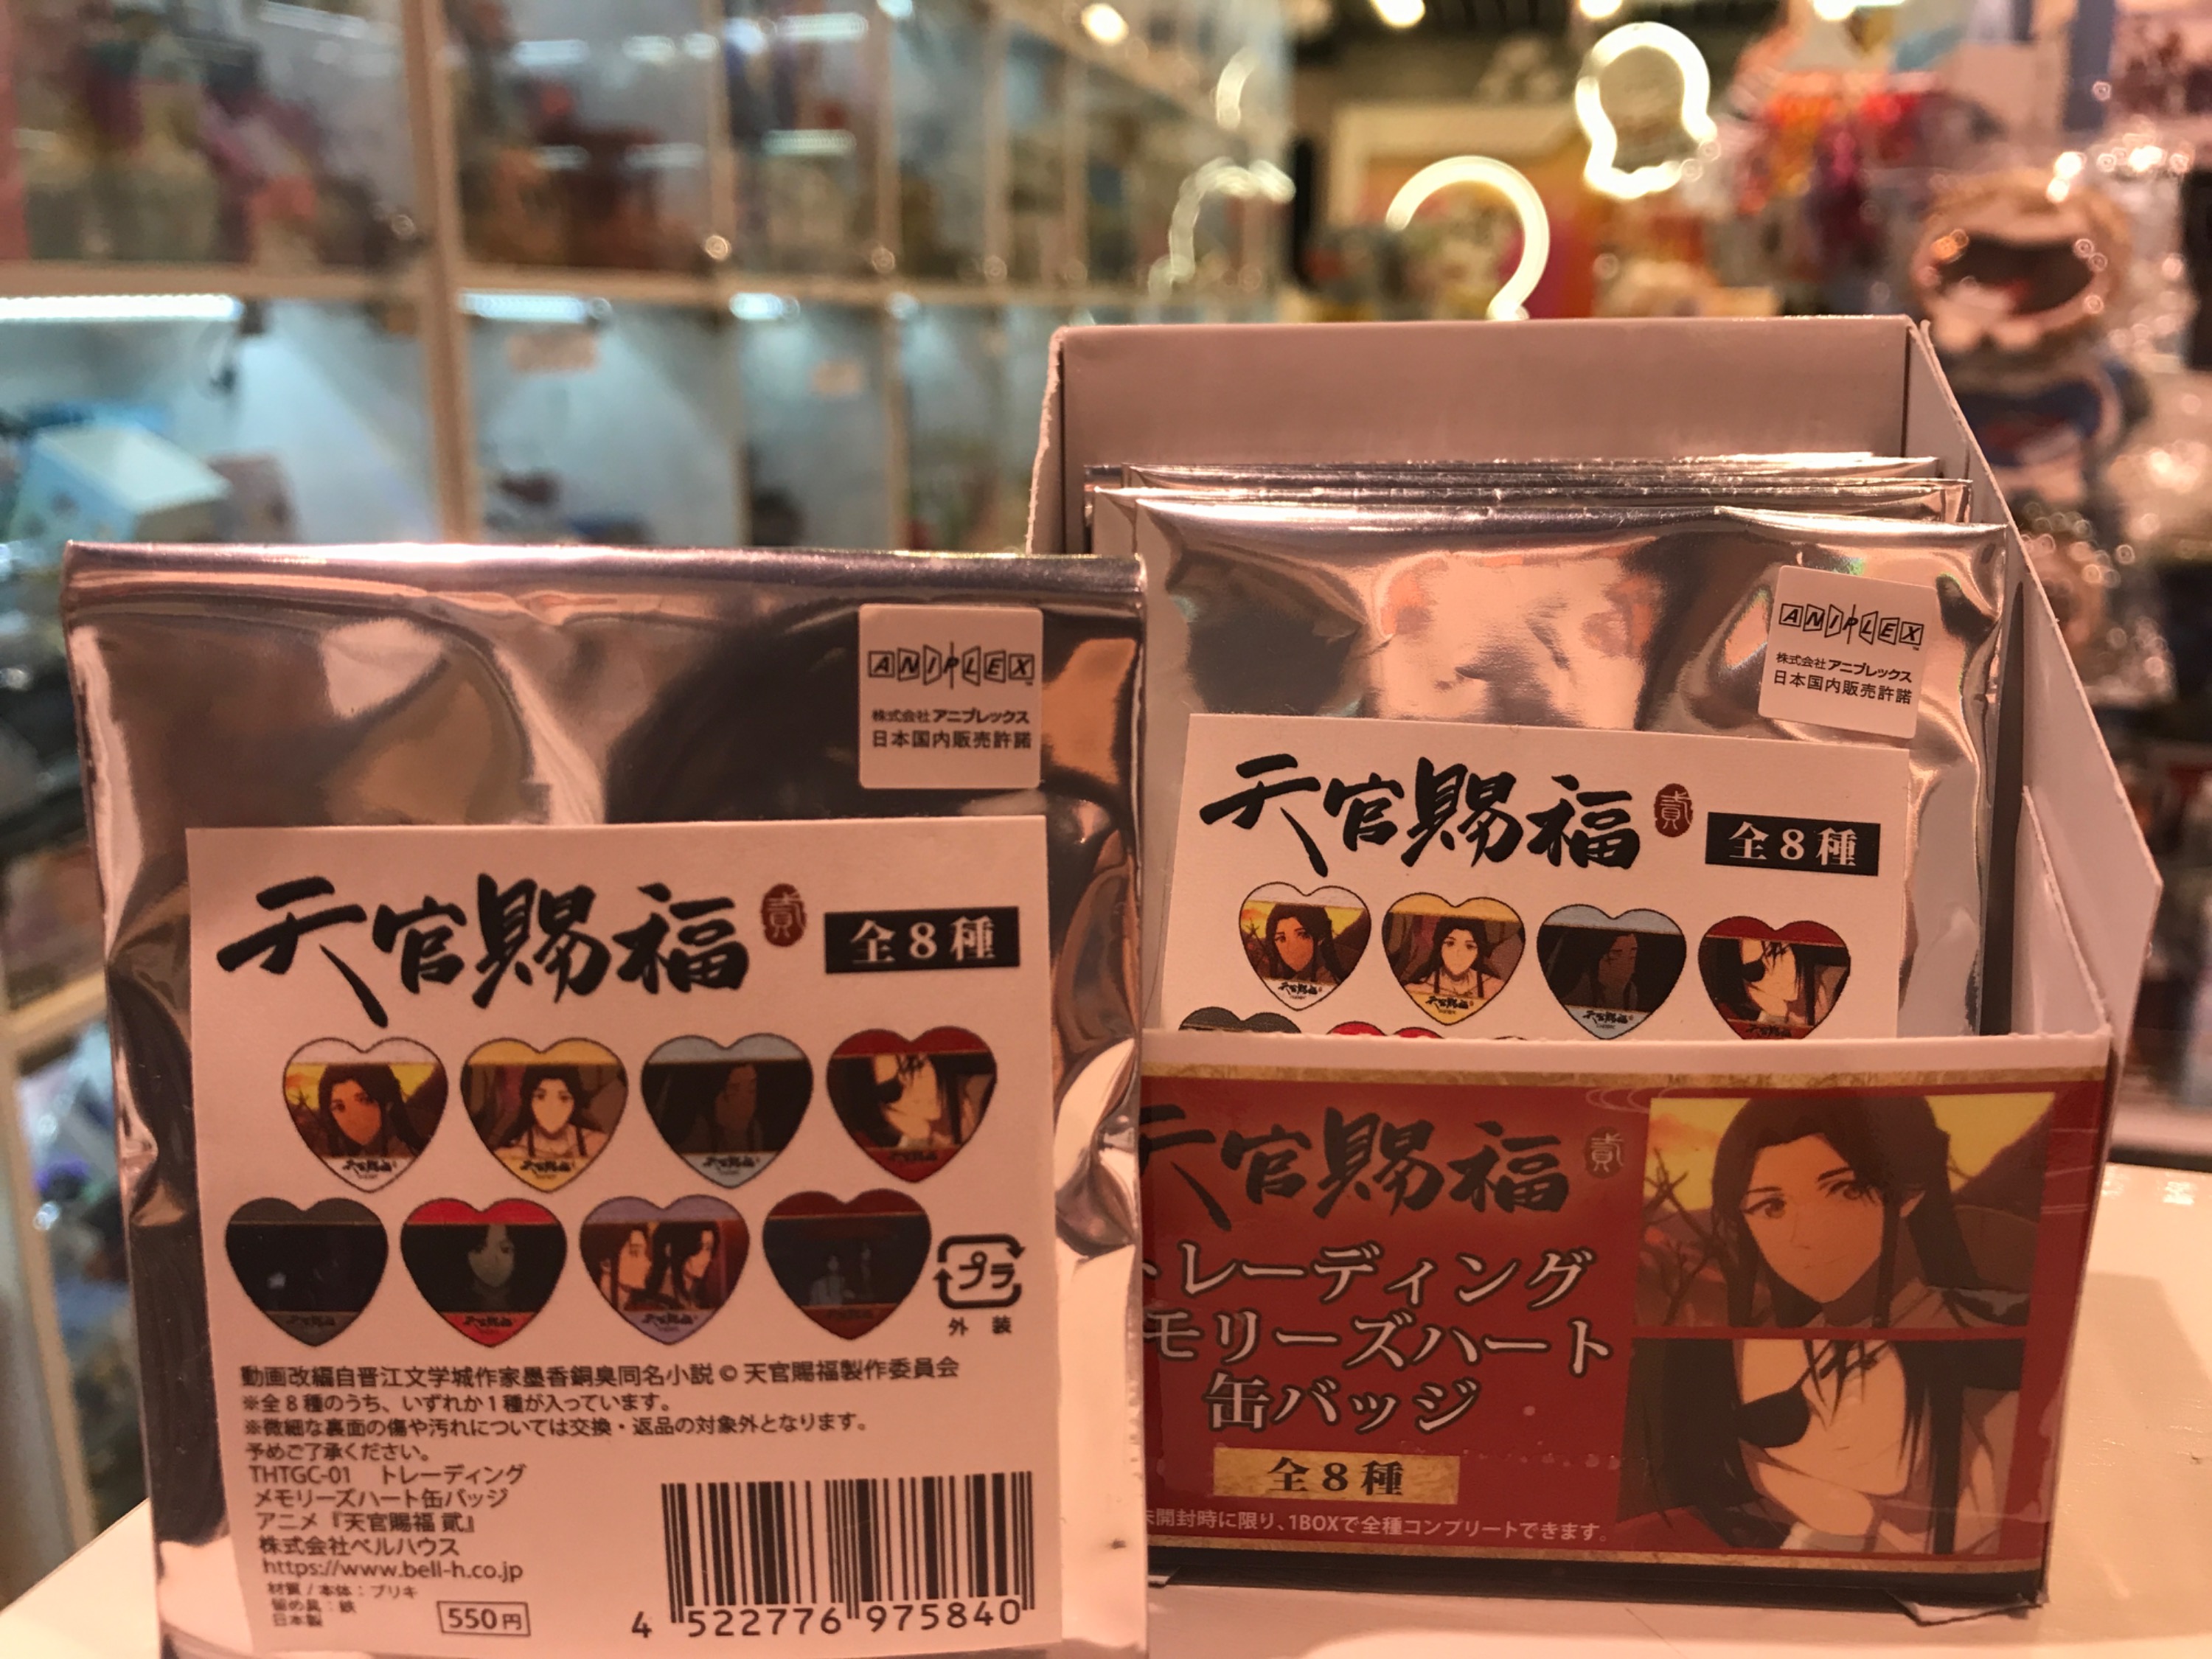 ANIPLEX
株式会社アニプレックス
日本国内販売許諾
天官賜福 貳
全8種
動画改編自晋江文学城作家墨香銅臭同名小説 © 天官賜福製作委員会
※全8種のうち、いずれか1種が入っています。
※微細な裏面の傷や汚れについては交換・返品の対象外となります。
予めご了承ください。
THTGC-01 トレーディング
メモリーズハート缶バッジ
アニメ『天官賜福 貳』
株式会社ベルハウス
https://www.bell-h.co.jp
材質 / 本体：ブリキ
留め具：鉄
日本製
550円
4 522776 975840
プラ
外 装
ANIPLEX
株式会社アニプレックス
日本国内販売許諾
天官賜福 貳
全8種
天官賜福 貳
トレーディング
モリーズハート
缶バッジ
全8種
未開封時に限り、1BOXで全種コンプリートできます。